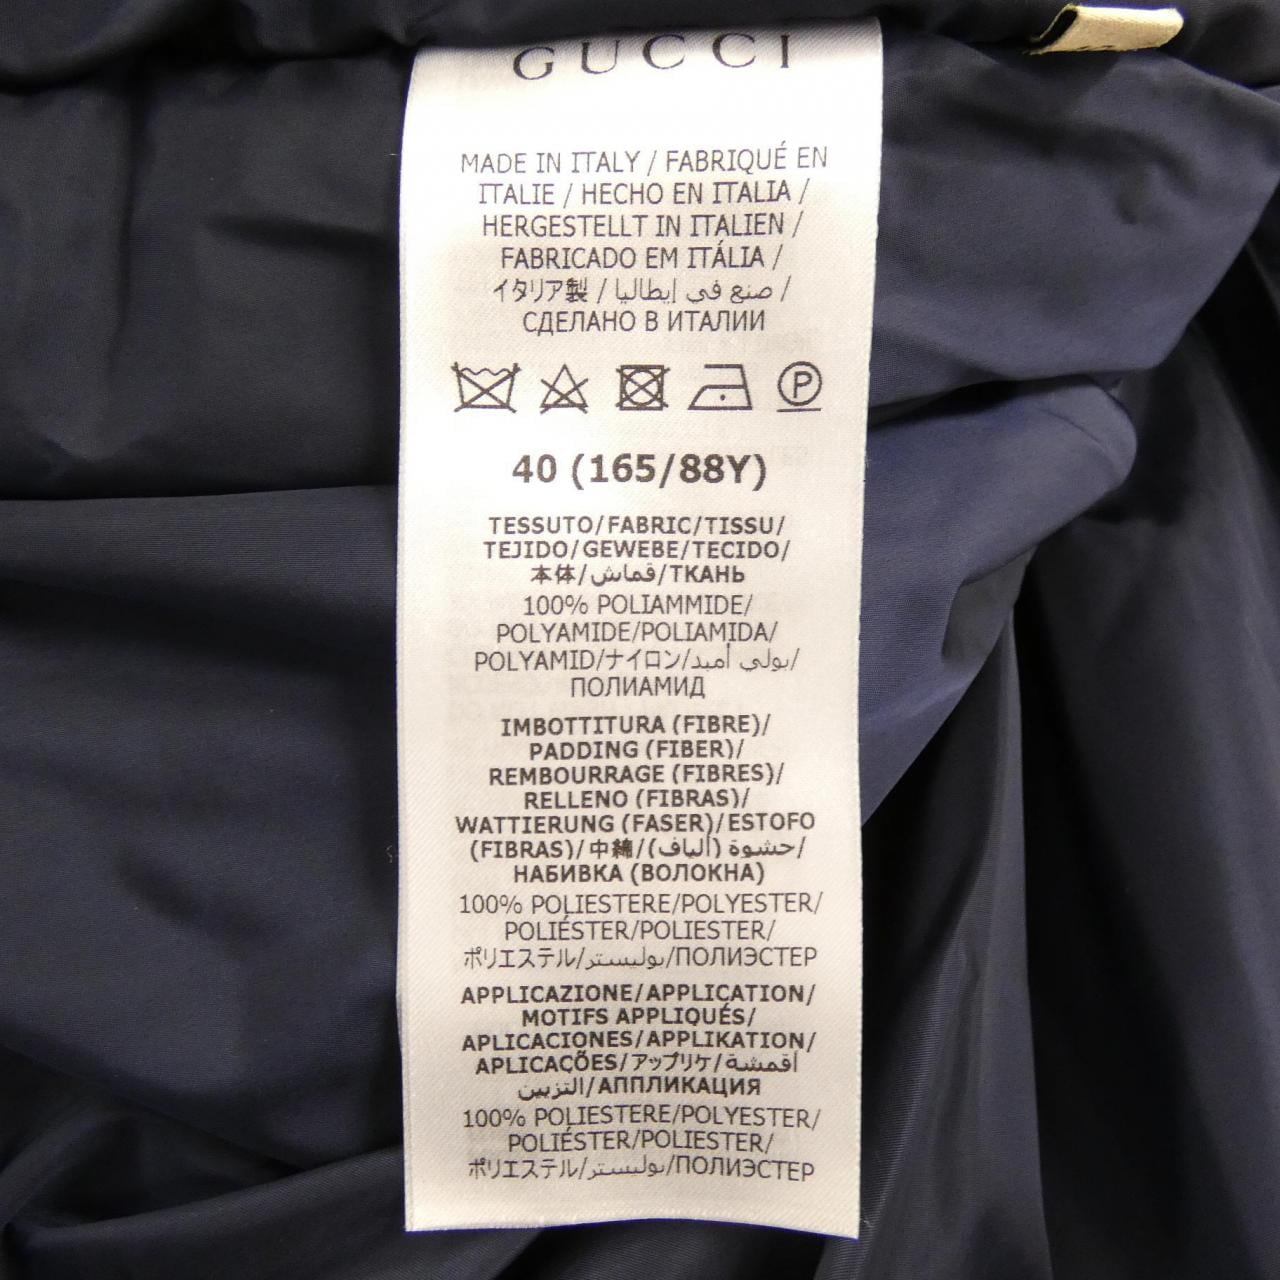 GUCCI
MADE IN ITALY / FABRIQUÉ EN
ITALIE / HECHO EN ITALIA /
HERGESTELLT IN ITALIEN /
FABRICADO EM ITÁLIA /
イタリア製 / صنع في إيطاليا /
СДЕЛАНО В ИТАЛИИ
P
40 (165/88Y)
TESSUTO/FABRIC/TISSU/
TEJIDO/GEWEBE/TECIDO/
本体/قماش/ТКАНЬ
100% POLIAMMIDE/
POLYAMIDE/POLIAMIDA/
POLYAMID/ナイロン/بولي أميد/
ПОЛИАМИД
IMBOTTITURA (FIBRE)/
PADDING (FIBER)/
REMBOURRAGE (FIBRES)/
RELLENO (FIBRAS)/
WATTIERUNG (FASER)/ESTOFO
(FIBRAS)/中綿/حشوة (ألياف)/
НАБИВКА (ВОЛОКНА)
100% POLIESTERE/POLYESTER/
POLIÉSTER/POLIESTER/
ポリエステル/بوليستر/ПОЛИЭСТЕР
APPLICAZIONE/APPLICATION/
MOTIFS APPLIQUÉS/
APLICACIONES/APPLIKATION/
APLICAÇÕES/アップリケ/أقمشة
التزيين/АППЛИКАЦИЯ
100% POLIESTERE/POLYESTER/
POLIÉSTER/POLIESTER/
ポリエステル/بوليستر/ПОЛИЭСТЕР